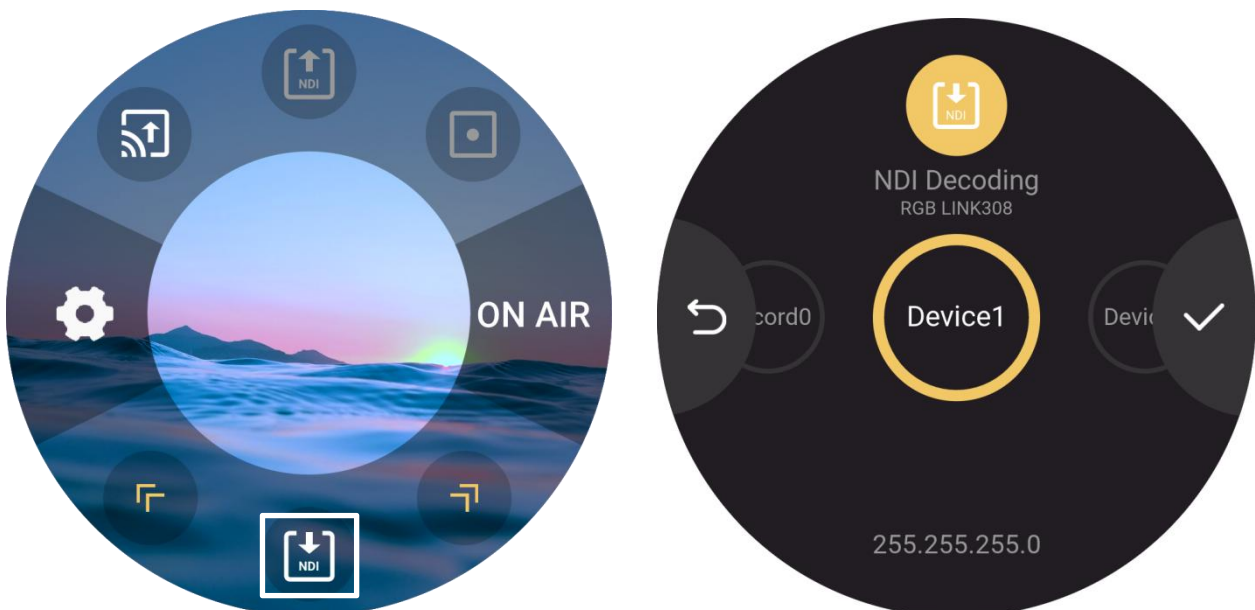 NDI
ON AIR
NDI
NDI
NDI Decoding
RGB LINK308
cord0
Device1
Devic
255.255.255.0